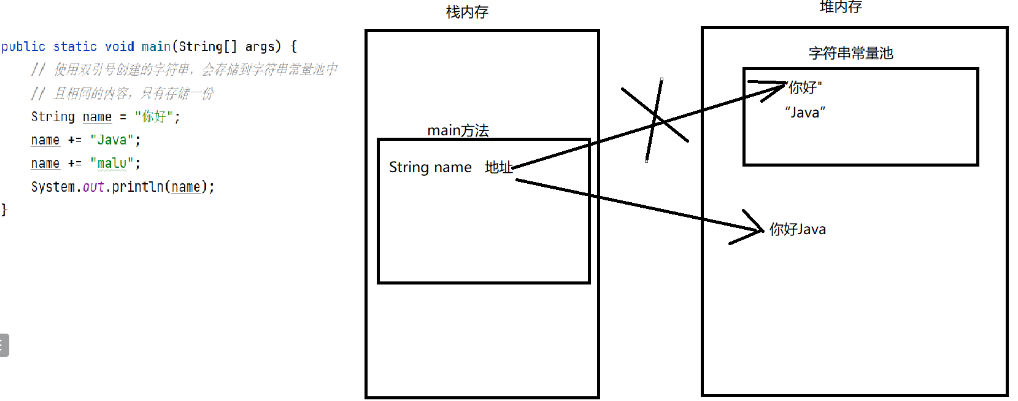 public static void main(String[] args) {
// 使用双引号创建的字符串，会存储到字符串常量池中
// 且相同的内容，只有存储一份
String name = "你好";
name += "Java";
name += "malu";
System.out.println(name);
}
栈内存
main方法
String name 地址
堆内存
字符串常量池
“你好"
“Java”
你好Java